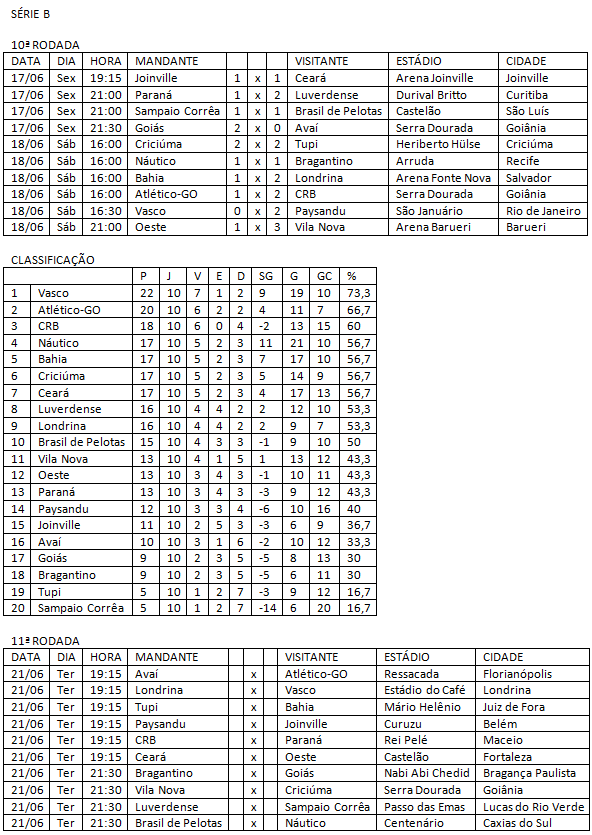 SÉRIE B
10ª RODADA
DATA DIA HORA MANDANTE VISITANTE ESTÁDIO CIDADE
17/06 Sex 19:15 Joinville 1 x 1 Ceará Arena Joinville Joinville
17/06 Sex 21:00 Paraná 1 x 2 Luverdense Durival Britto Curitiba
17/06 Sex 21:00 Sampaio Corrêa 1 x 1 Brasil de Pelotas Castelão São Luís
17/06 Sex 21:30 Goiás 2 x 0 Avaí Serra Dourada Goiânia
18/06 Sáb 16:00 Criciúma 2 x 2 Tupi Heriberto Hülse Criciúma
18/06 Sáb 16:00 Náutico 1 x 1 Bragantino Arruda Recife
18/06 Sáb 16:00 Bahia 1 x 2 Londrina Arena Fonte Nova Salvador
18/06 Sáb 16:00 Atlético-GO 1 x 2 CRB Serra Dourada Goiânia
18/06 Sáb 16:30 Vasco 0 x 2 Paysandu São Januário Rio de Janeiro
18/06 Sáb 21:00 Oeste 1 x 3 Vila Nova Arena Barueri Barueri
CLASSIFICAÇÃO
P J V E D SG G GC %
1 Vasco 22 10 7 1 2 9 19 10 73,3
2 Atlético-GO 20 10 6 2 2 4 11 7 66,7
3 CRB 18 10 6 0 4 -2 13 15 60
4 Náutico 17 10 5 2 3 11 21 10 56,7
5 Bahia 17 10 5 2 3 7 17 10 56,7
6 Criciúma 17 10 5 2 3 5 14 9 56,7
7 Ceará 17 10 5 2 3 4 17 13 56,7
8 Luverdense 16 10 4 4 2 2 12 10 53,3
9 Londrina 16 10 4 4 2 2 9 7 53,3
10 Brasil de Pelotas 15 10 4 3 3 -1 9 10 50
11 Vila Nova 13 10 4 1 5 1 13 12 43,3
12 Oeste 13 10 3 4 3 -1 10 11 43,3
13 Paraná 13 10 3 4 3 -3 9 12 43,3
14 Paysandu 12 10 3 3 4 -6 10 16 40
15 Joinville 11 10 2 5 3 -3 6 9 36,7
16 Avaí 10 10 3 1 6 -2 10 12 33,3
17 Goiás 9 10 2 3 5 -5 8 13 30
18 Bragantino 9 10 2 3 5 -5 6 11 30
19 Tupi 5 10 1 2 7 -3 9 12 16,7
20 Sampaio Corrêa 5 10 1 2 7 -14 6 20 16,7
11ª RODADA
DATA DIA HORA MANDANTE VISITANTE ESTÁDIO CIDADE
21/06 Ter 19:15 Avaí x Atlético-GO Ressacada Florianópolis
21/06 Ter 19:15 Londrina x Vasco Estádio do Café Londrina
21/06 Ter 19:15 Tupi x Bahia Mário Helênio Juiz de Fora
21/06 Ter 19:15 Paysandu x Joinville Curuzu Belém
21/06 Ter 19:15 CRB x Paraná Rei Pelé Maceio
21/06 Ter 19:15 Ceará x Oeste Castelão Fortaleza
21/06 Ter 21:30 Bragantino x Goiás Nabi Abi Chedid Bragança Paulista
21/06 Ter 21:30 Vila Nova x Criciúma Serra Dourada Goiânia
21/06 Ter 21:30 Luverdense x Sampaio Corrêa Passo das Emas Lucas do Rio Verde
21/06 Ter 21:30 Brasil de Pelotas x Náutico Centenário Caxias do Sul